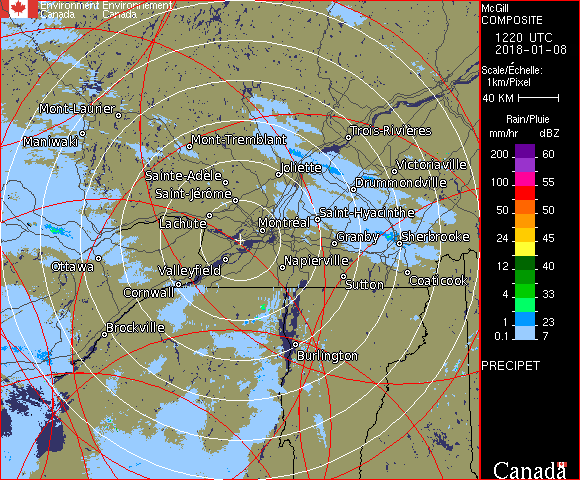 Environment Environnement
Canada Canada
McGill
COMPOSITE
1220 UTC
2018-01-08
Scale/Échelle:
1km/Pixel
40 KM
Rain/Pluie
mm/hr dBZ
200 60
100 55
50 50
24 45
12 40
4 33
1 23
0.1 7
PRECIPET
Canada
Mont-Laurier
Maniwaki
Mont-Tremblant
Trois-Rivières
Sainte-Adèle
Joliette
Victoriaville
Saint-Jérôme
Drummondville
Lachute
Montréal
Saint-Hyacinthe
Granby
Sherbrooke
Ottawa
Valleyfield
Napierville
Cornwall
Sutton
Coaticook
Brockville
Burlington